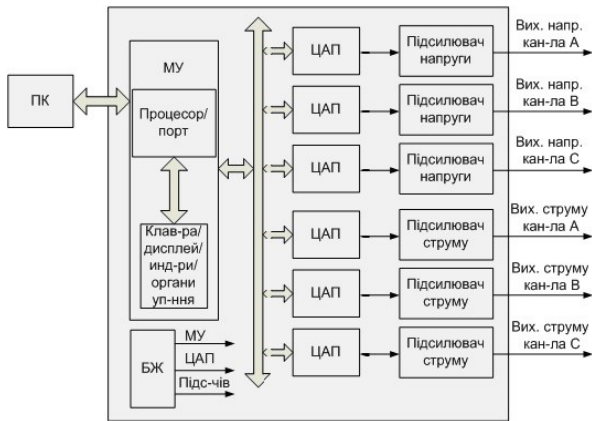 ПК
МУ
Процесор/
порт
Клав-ра/
дисплей/
инд-ри/
органи
уп-ння
БЖ
МУ
ЦАП
Підс-чів
ЦАП
Підсилювач
напруги
Вих. напр.
кан-ла А
ЦАП
Підсилювач
напруги
Вих. напр.
кан-ла В
ЦАП
Підсилювач
напруги
Вих. напр.
кан-ла С
ЦАП
Підсилювач
струму
Вих. струму
кан-ла А
ЦАП
Підсилювач
струму
Вих. струму
кан-ла В
ЦАП
Підсилювач
струму
Вих. струму
кан-ла С